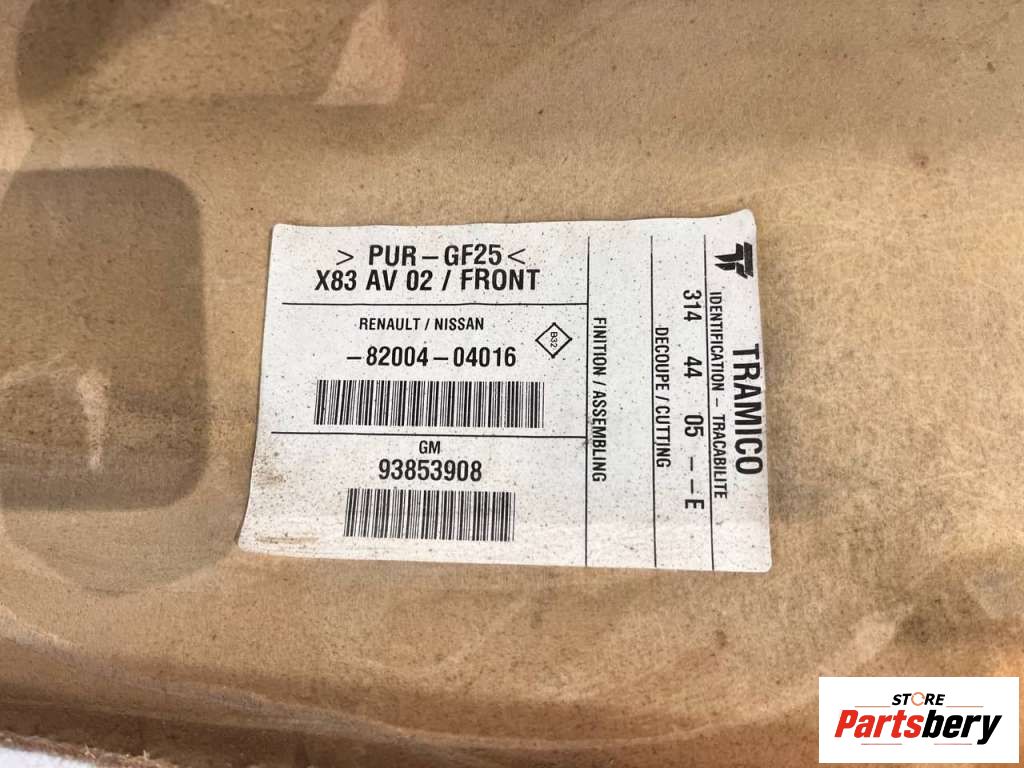 > PUR-GF25 <
X83 AV 02 / FRONT
RENAULT / NISSAN
B32
-82004-04016
GM
93853908
FINITION / ASSEMBLING
DECOUPE / CUTTING
314 44 05 --E
IDENTIFICATION - TRACABILITE
TRAMICO
STORE
Partsbery